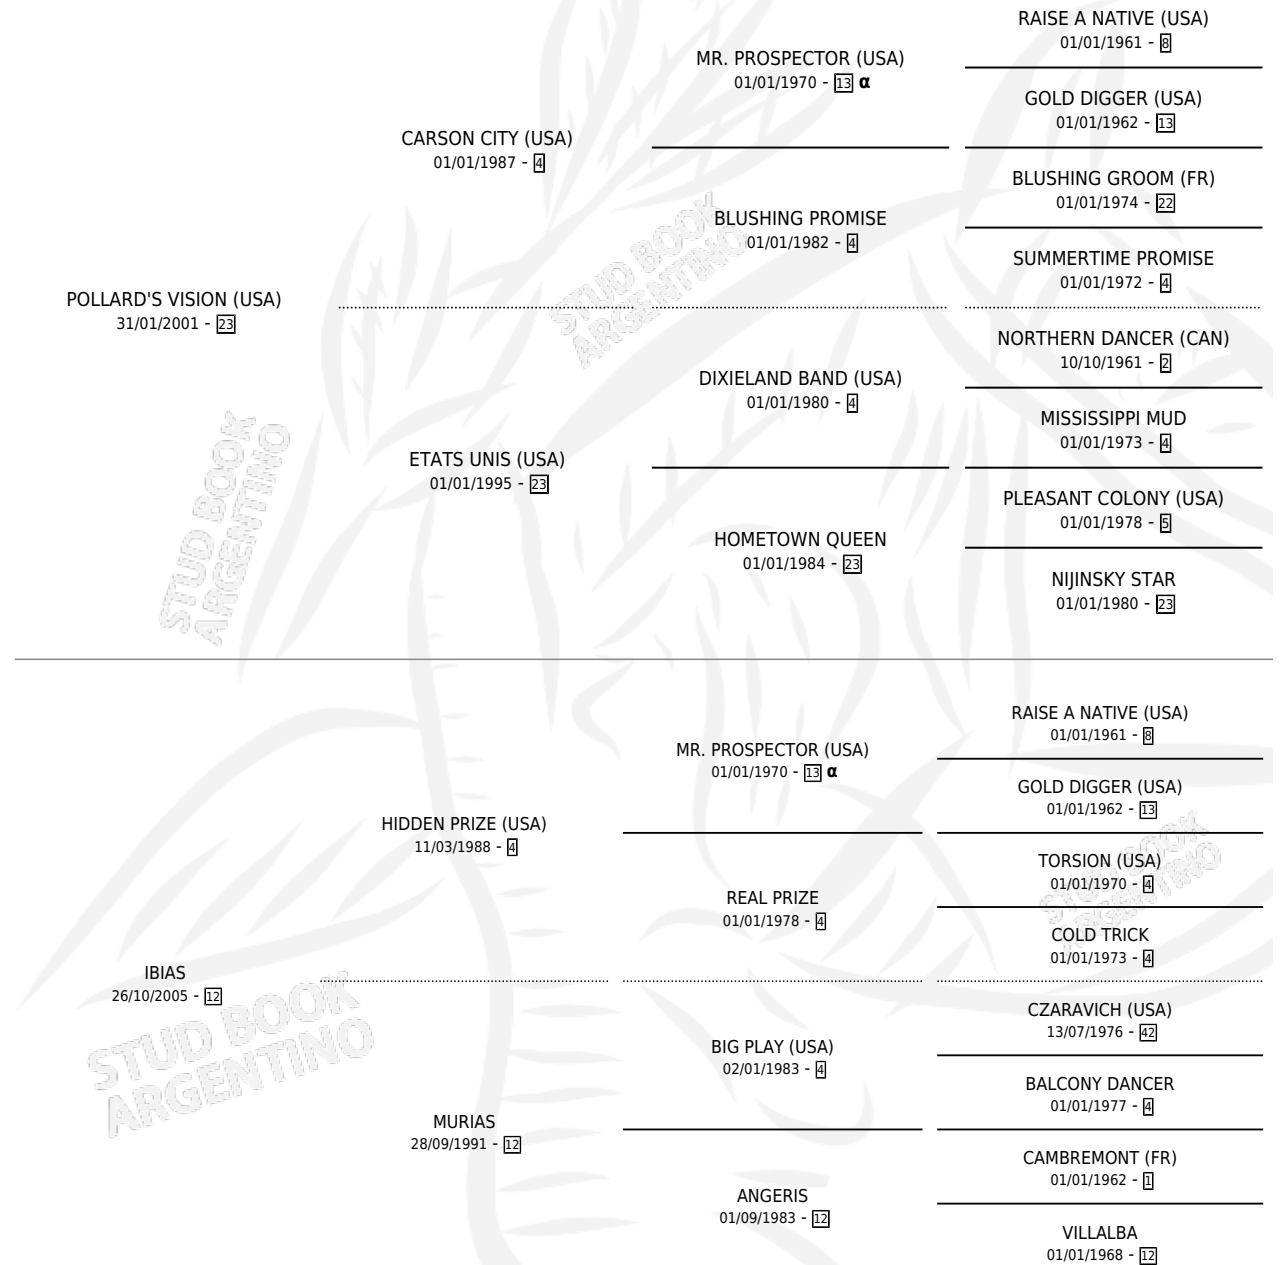 RAISE A NATIVE (USA)
01/01/1961 - 8
MR. PROSPECTOR (USA)
01/01/1970 - 13 α
GOLD DIGGER (USA)
01/01/1962 - 13
CARSON CITY (USA)
01/01/1987 - 4
BLUSHING GROOM (FR)
01/01/1974 - 22
BLUSHING PROMISE
01/01/1982 - 4
SUMMERTIME PROMISE
01/01/1972 - 4
POLLARD'S VISION (USA)
31/01/2001 - 23
NORTHERN DANCER (CAN)
10/10/1961 - 2
DIXIELAND BAND (USA)
01/01/1980 - 4
MISSISSIPPI MUD
01/01/1973 - 4
ETATS UNIS (USA)
01/01/1995 - 23
PLEASANT COLONY (USA)
01/01/1978 - 5
HOMETOWN QUEEN
01/01/1984 - 23
NIJINSKY STAR
01/01/1980 - 23
RAISE A NATIVE (USA)
01/01/1961 - 8
MR. PROSPECTOR (USA)
01/01/1970 - 13 α
GOLD DIGGER (USA)
01/01/1962 - 13
HIDDEN PRIZE (USA)
11/03/1988 - 4
TORSION (USA)
01/01/1970 - 4
REAL PRIZE
01/01/1978 - 4
COLD TRICK
01/01/1973 - 4
IBIAS
26/10/2005 - 12
CZARAVICH (USA)
13/07/1976 - 42
BIG PLAY (USA)
02/01/1983 - 4
BALCONY DANCER
01/01/1977 - 4
MURIAS
28/09/1991 - 12
CAMBREMONT (FR)
01/01/1962 - 1
ANGERIS
01/09/1983 - 12
VILLALBA
01/01/1968 - 12
STUD BOOK
ARGENTINO
STUD BOOK
ARGENTINO
STUD BOOK
ARGENTINO
STUD BOOK
ARGENTINO